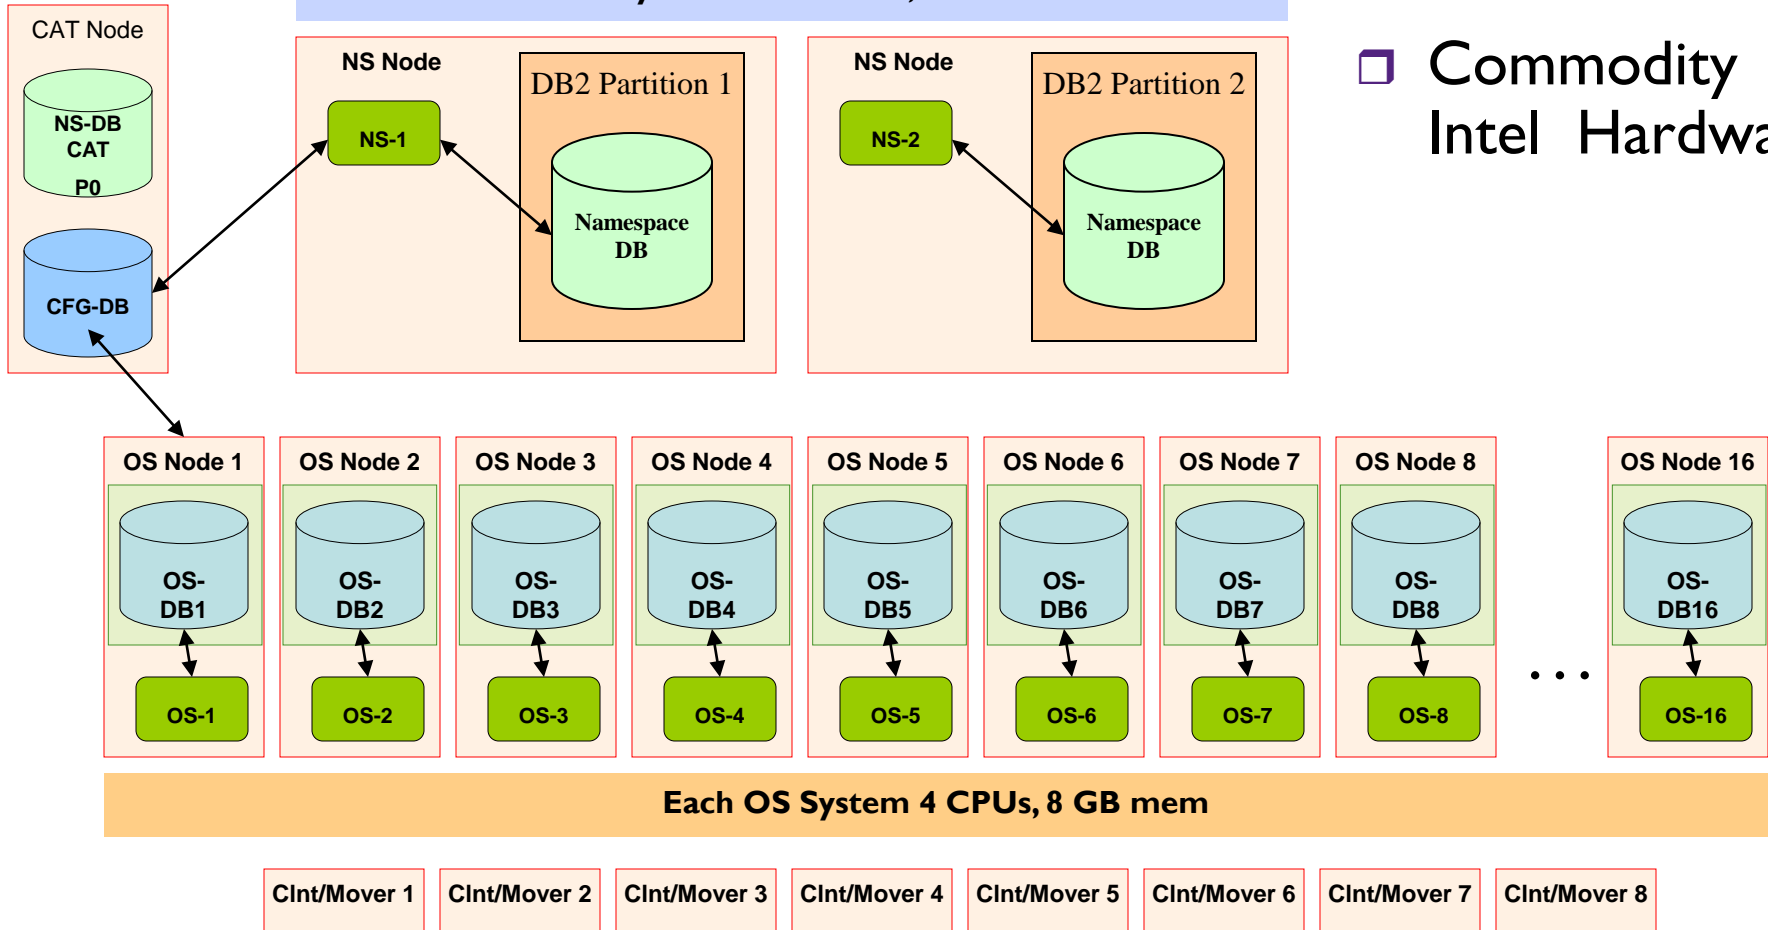 CAT Node
NS-DB
CAT
P0
CFG-DB
NS Node
DB2 Partition 1
NS-1
Namespace
DB
NS Node
DB2 Partition 2
NS-2
Namespace
DB
Commodity
Intel
OS Node 1
OS Node 2
OS Node 3
OS Node 4
OS Node 5
OS Node 6
OS Node 7
OS Node 8
OS Node 16
OS-
DB1
OS-
DB2
OS-
DB3
OS-
DB4
OS-
DB5
OS-
DB6
OS-
DB7
OS-
DB8
OS-
DB16
OS-1
OS-2
OS-3
OS-4
OS-5
OS-6
OS-7
OS-8
...
OS-16
Each OS System 4 CPUs, 8 GB mem
Clnt/Mover 1
Clnt/Mover 2
Clnt/Mover 3
Clnt/Mover 4
Clnt/Mover 5
Clnt/Mover 6
Clnt/Mover 7
Clnt/Mover 8